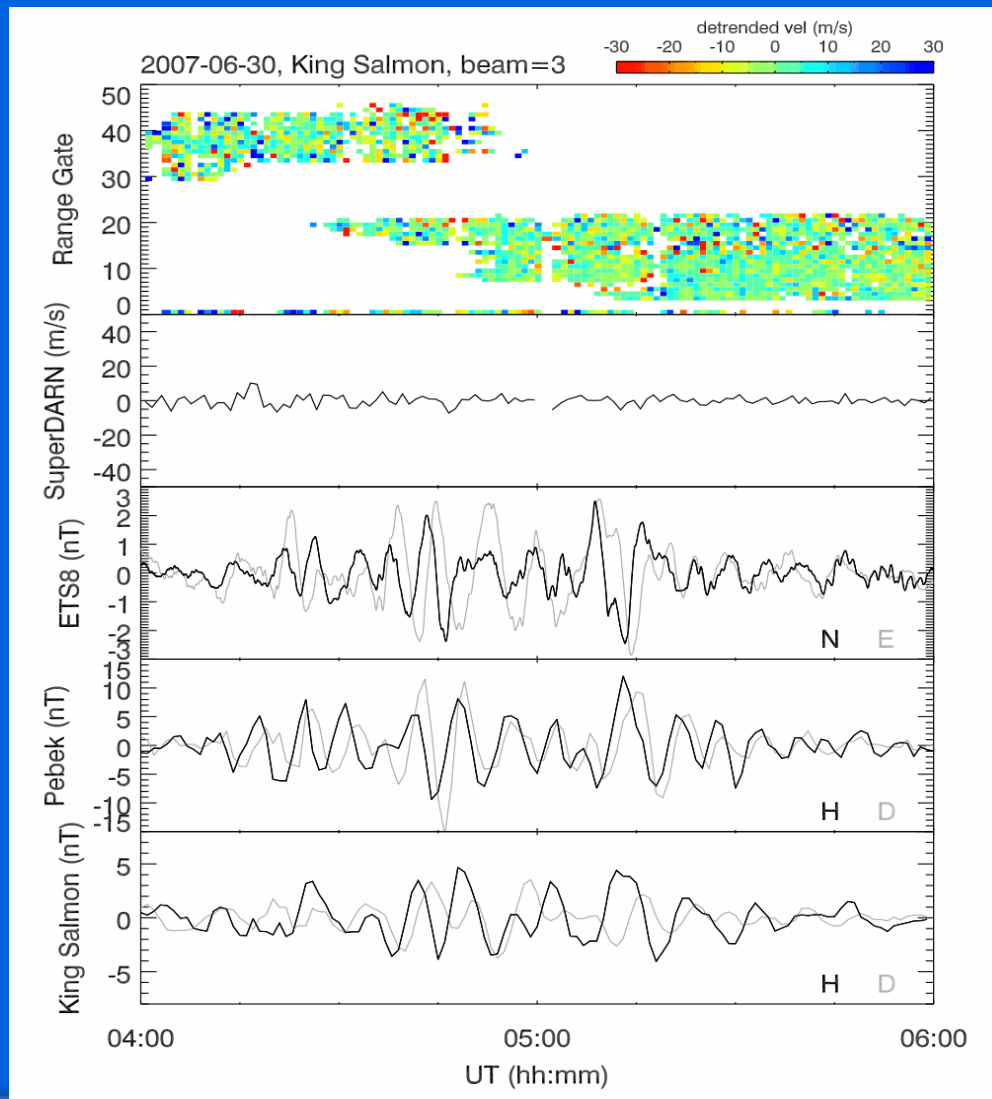 detrended vel (m/s)
-30 -20 -10 0 10 20 30
2007-06-30, King Salmon, beam=3
Range Gate
50
40
30
20
10
0
SuperDARN (m/s)
40
20
0
-20
-40
ETS8 (nT)
3
2
1
0
-1
-2
-3
N E
Pebek (nT)
15
10
5
0
-5
-10
-15
H D
King Salmon (nT)
5
0
-5
H D
04:00 05:00 06:00
UT (hh:mm)